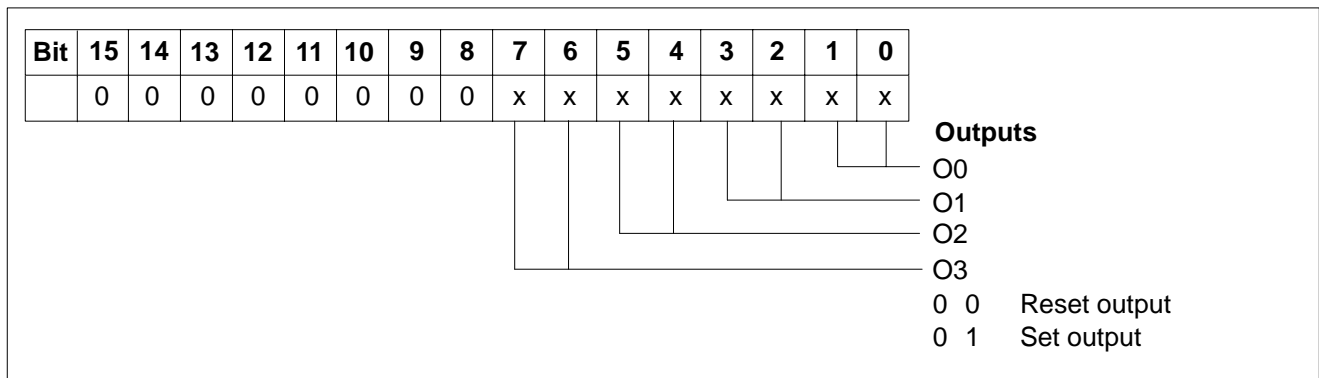 Bit 15 14 13 12 11 10 9 8 7 6 5 4 3 2 1 0
0 0 0 0 0 0 0 0 x x x x x x x x
Outputs
O0
O1
O2
O3
0 0 Reset output
0 1 Set output